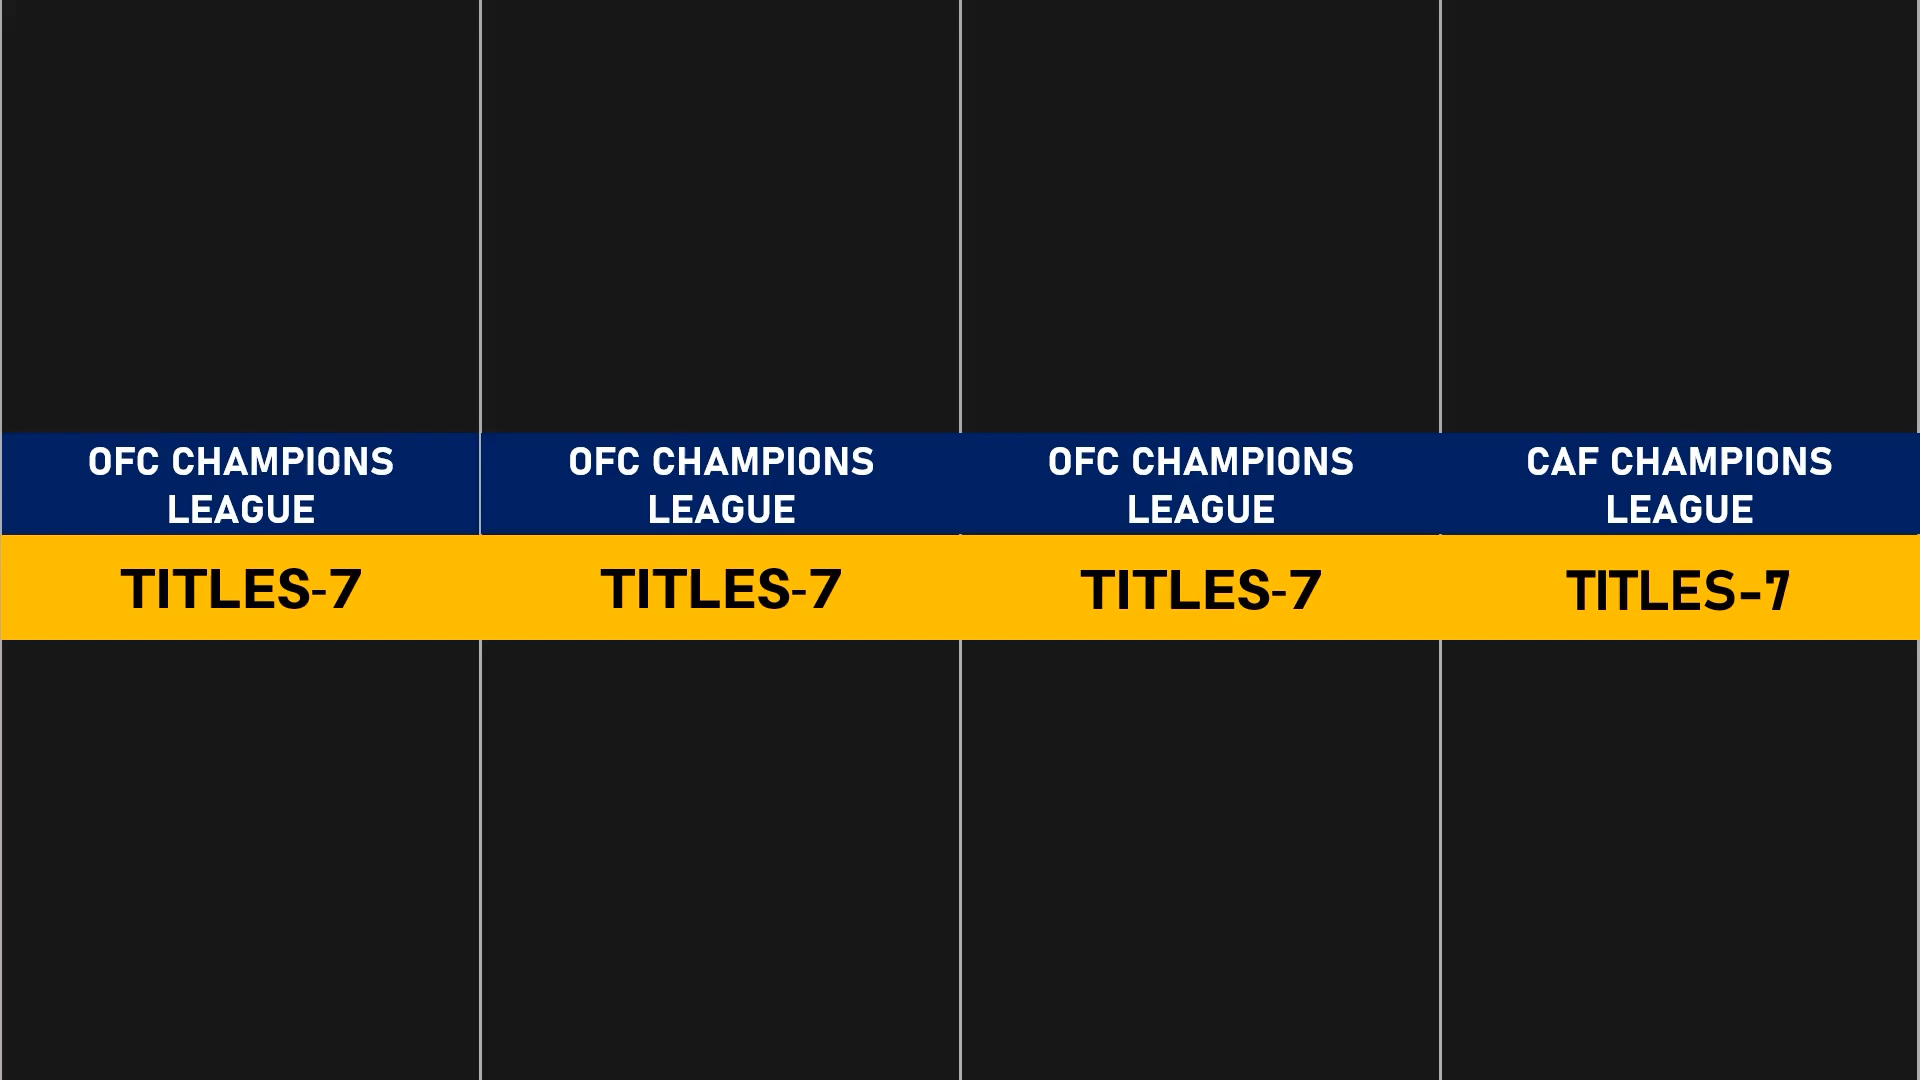 OFC CHAMPIONS
LEAGUE
TITLES-7
OFC CHAMPIONS
LEAGUE
TITLES-7
OFC CHAMPIONS
LEAGUE
TITLES-7
CAF CHAMPIONS
LEAGUE
TITLES-7